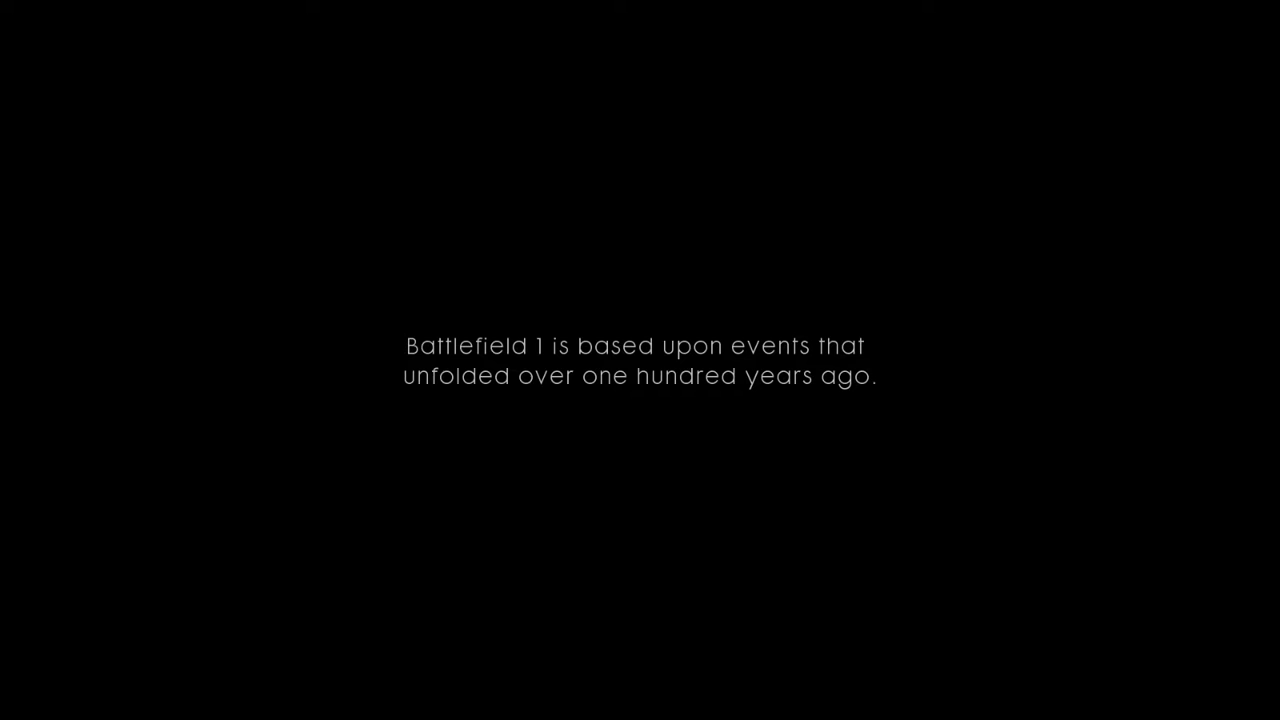 Battlefield 1 is based upon events that
unfolded over one hundred years ago.